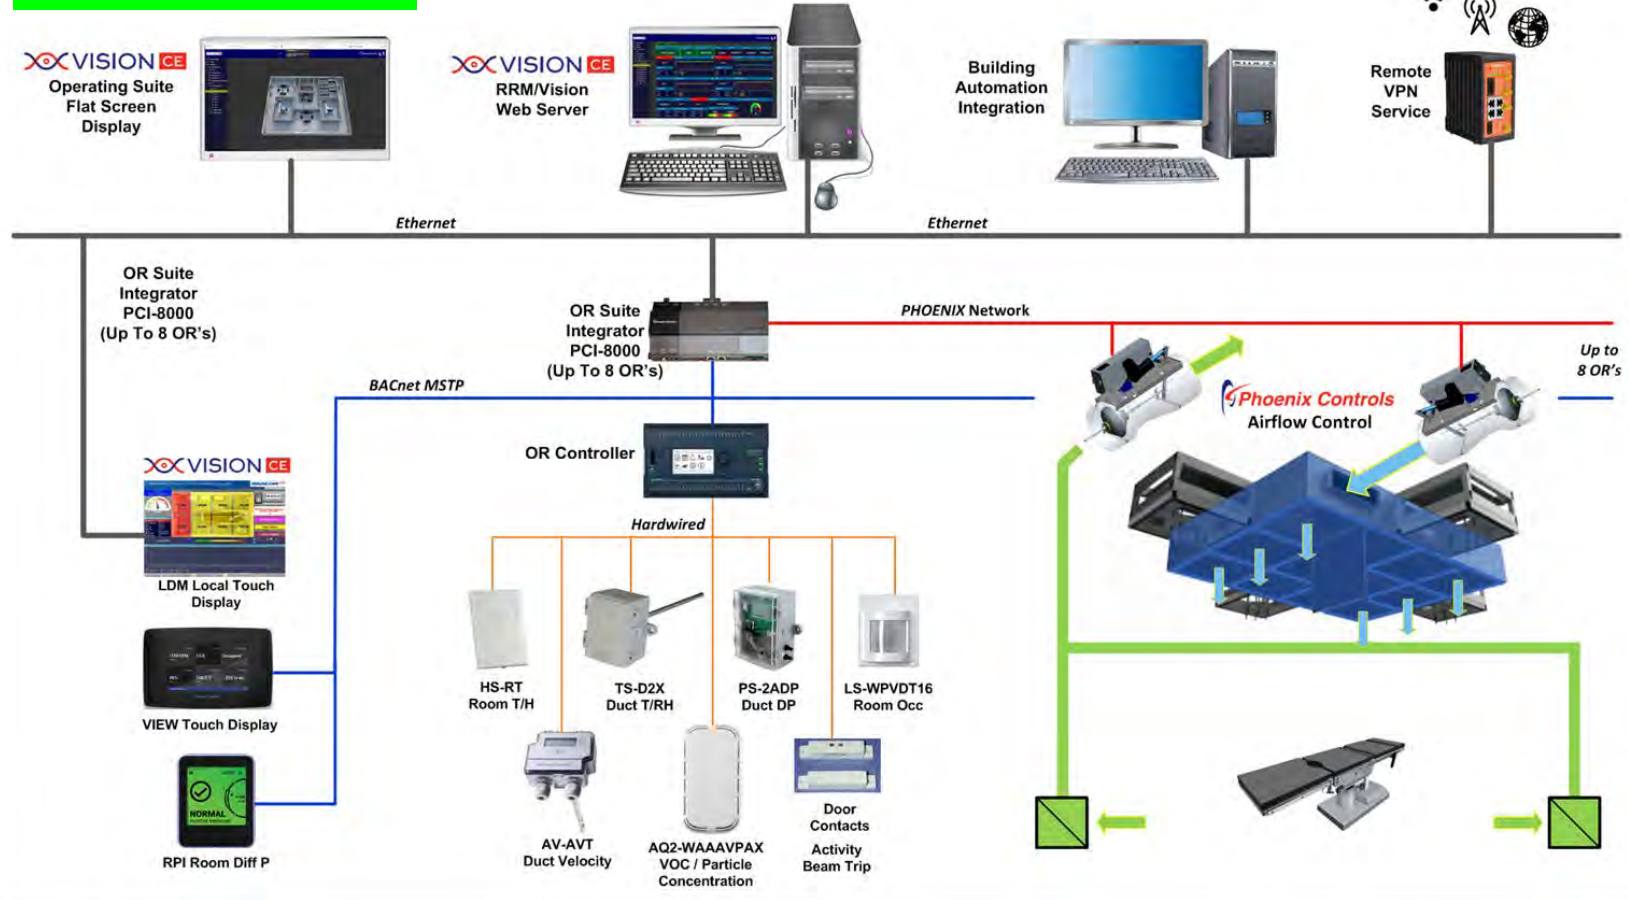 VISION CE
Operating Suite
Flat Screen
Display
VISION CE
RRM/Vision
Web Server
Building
Automation
Integration
Remote
VPN
Service
Ethernet
Ethernet
OR Suite
Integrator
PCI-8000
(Up To 8 OR's)
OR Suite
Integrator
PCI-8000
(Up To 8 OR's)
PHOENIX Network
Up to
8 OR's
BACnet MSTP
Phoenix Controls
Airflow Control
OR Controller
VISION CE
Hardwired
LDM Local Touch
Display
HS-RT
Room T/H
TS-D2X
Duct T/RH
PS-2ADP
Duct DP
LS-WPVDT16
Room Occ
VIEW Touch Display
NORMAL
RPI Room Diff P
AV-AVT
Duct Velocity
AQ2-WAAAVPAX
VOC / Particle
Concentration
Door
Contacts
Activity
Beam Trip